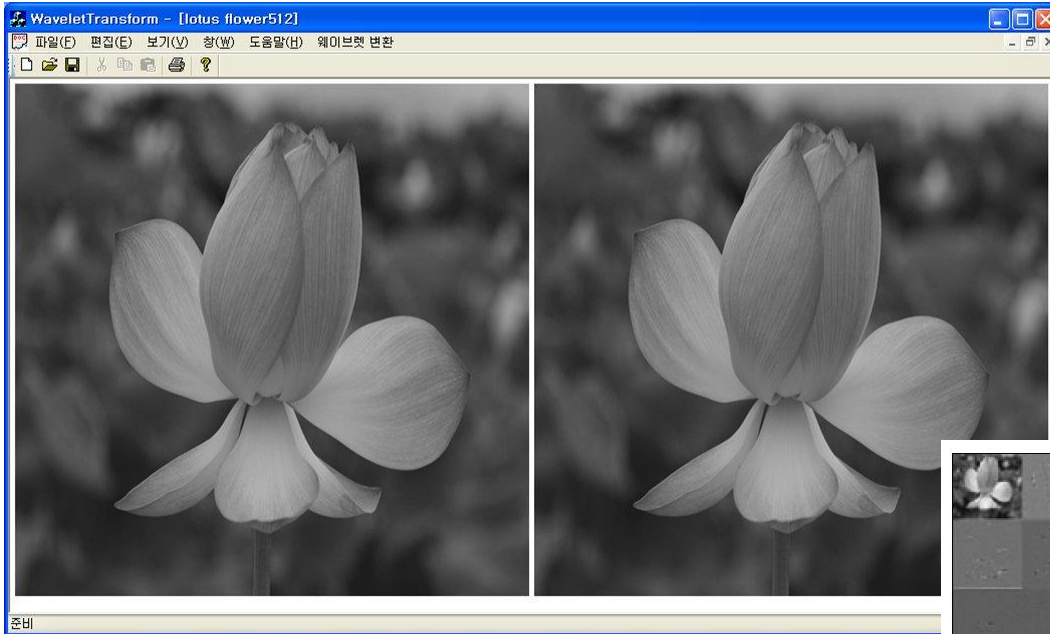 WaveletTransform - [lotus flower512]
파일(F) 편집(E) 보기(V) 창(W) 도움말(H) 웨이브렛 변환
준비